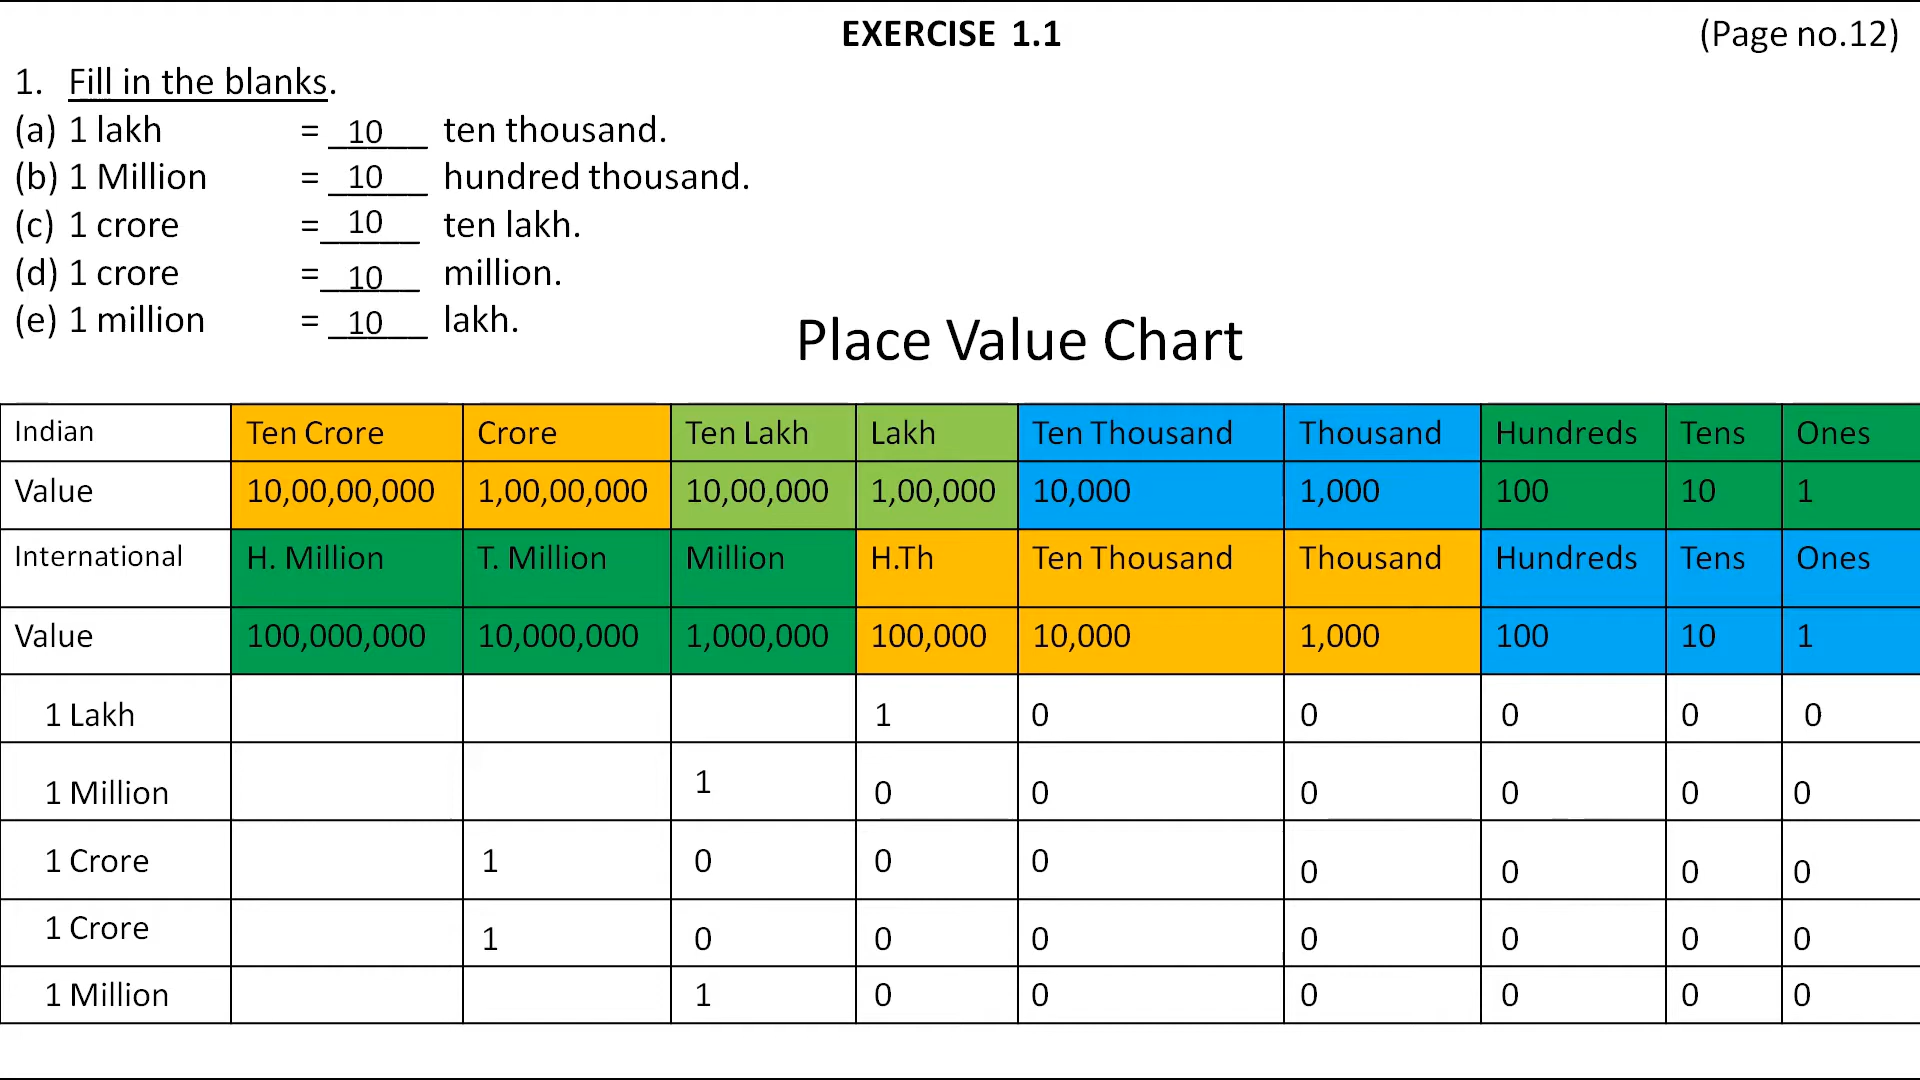 EXERCISE 1.1 (Page no.12)
1. Fill in the blanks.
(a) 1 lakh = __10__ ten thousand.
(b) 1 Million = __10__ hundred thousand.
(c) 1 crore =__10__ ten lakh.
(d) 1 crore =__10__ million.
(e) 1 million = __10__ lakh.
Place Value Chart
Indian Ten Crore Crore Ten Lakh Lakh Ten Thousand Thousand Hundreds Tens Ones
Value 10,00,00,000 1,00,00,000 10,00,000 1,00,000 10,000 1,000 100 10 1
International H. Million T. Million Million H.Th Ten Thousand Thousand Hundreds Tens Ones
Value 100,000,000 10,000,000 1,000,000 100,000 10,000 1,000 100 10 1
1 Lakh 1 0 0 0 0 0
1 Million 1 0 0 0 0 0 0
1 Crore 1 0 0 0 0 0 0 0
1 Crore 1 0 0 0 0 0 0 0
1 Million 1 0 0 0 0 0 0